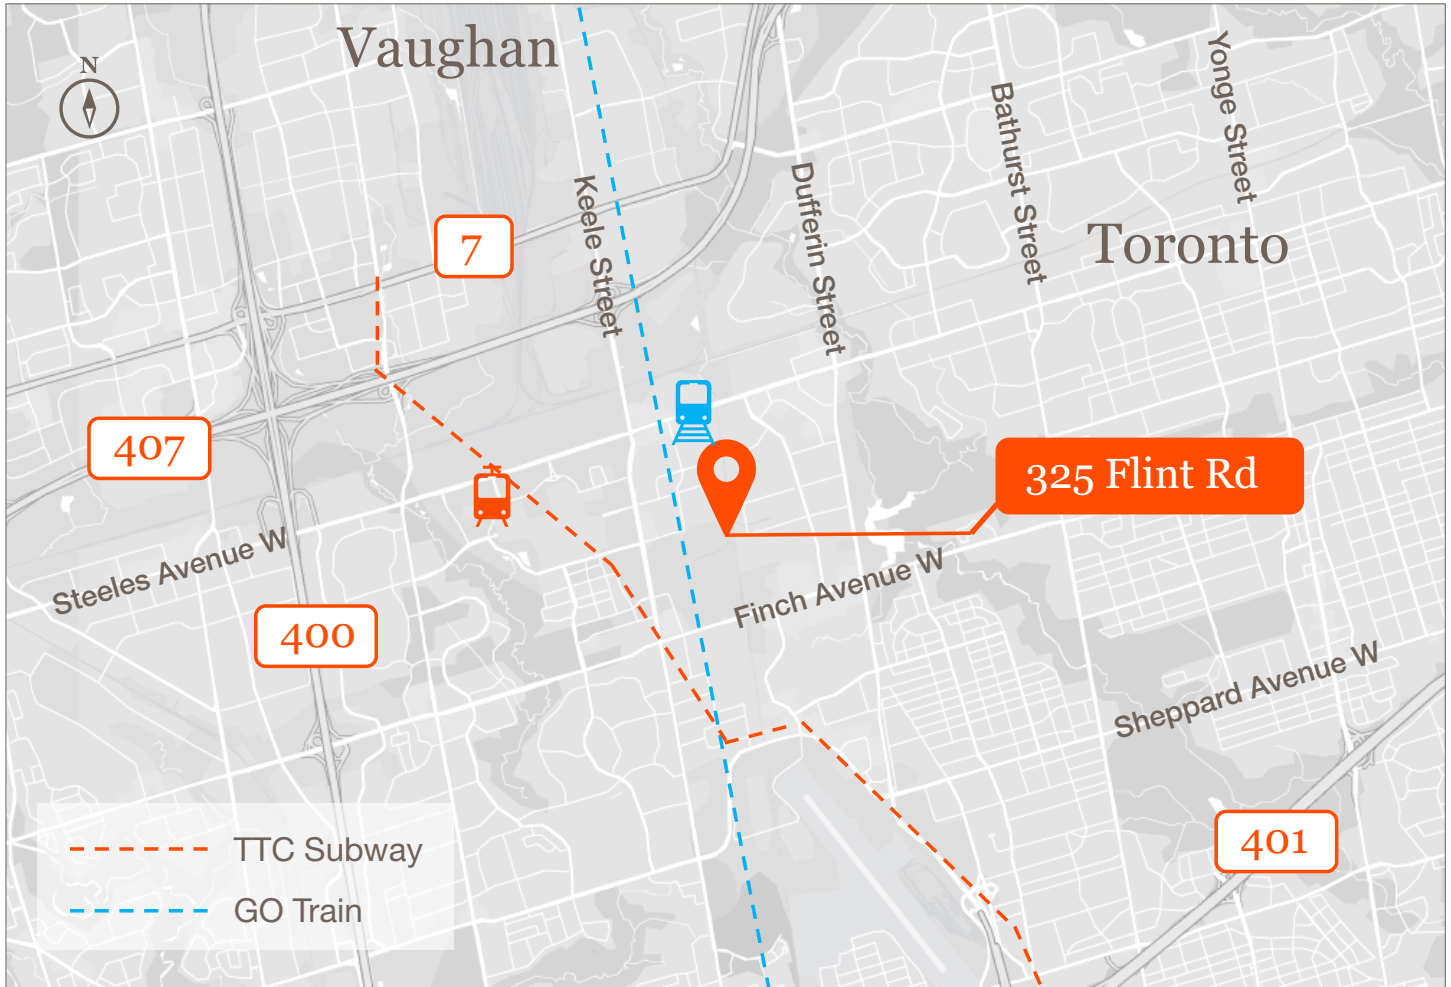 Vaughan
N
Yonge Street
Bathurst Street
Dufferin Street
Keele Street
7
Toronto
407
325 Flint Rd
Steeles Avenue W
Finch Avenue W
400
Sheppard Avenue W
401
TTC Subway
GO Train